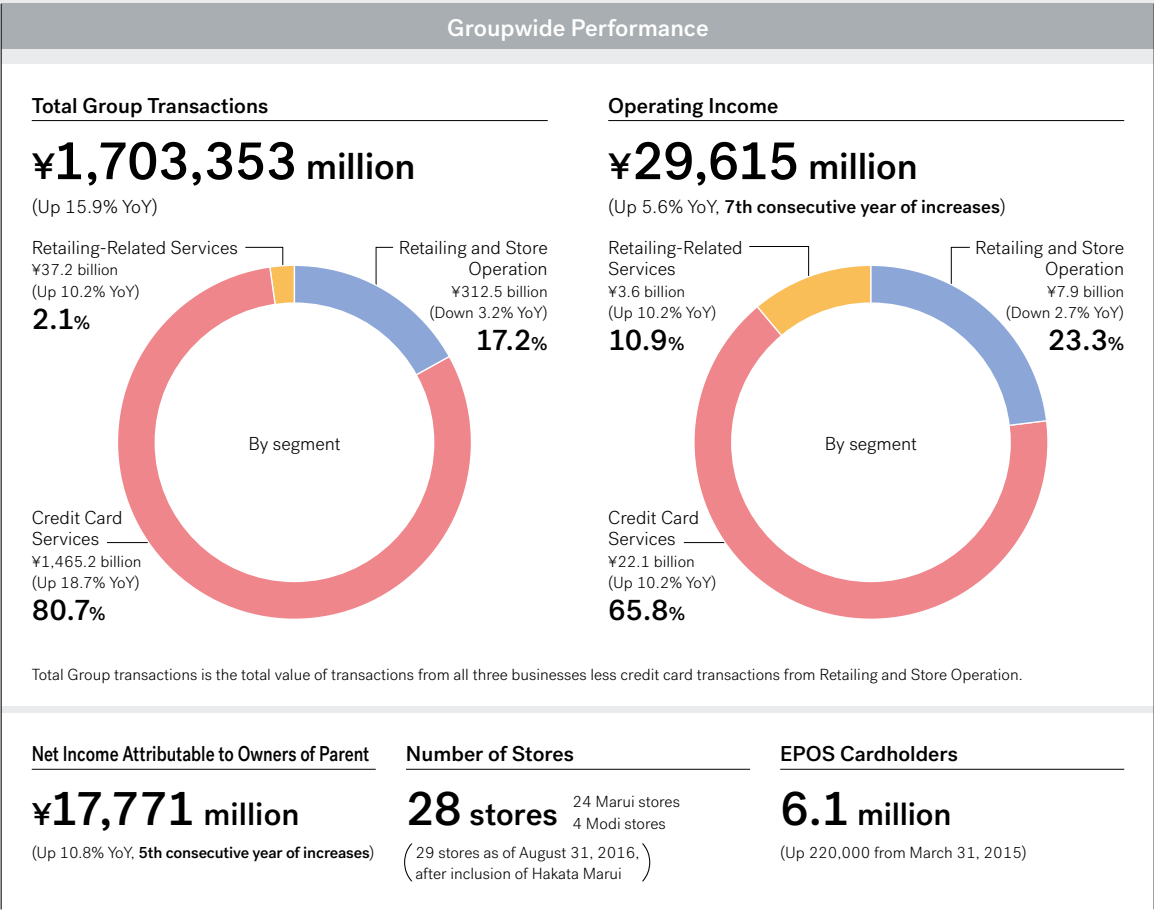 Groupwide Performance
Total Group Transactions
¥1,703,353 million
(Up 15.9% YoY)
Retailing-Related Services
¥37.2 billion
(Up 10.2% YoY)
2.1%
Retailing and Store
Operation
¥312.5 billion
(Down 3.2% YoY)
17.2%
By segment
Credit Card
Services
¥1,465.2 billion
(Up 18.7% YoY)
80.7%
Operating Income
¥29,615 million
(Up 5.6% YoY, 7th consecutive year of increases)
Retailing-Related
Services
¥3.6 billion
(Up 10.2% YoY)
10.9%
Retailing and Store
Operation
¥7.9 billion
(Down 2.7% YoY)
23.3%
By segment
Credit Card
Services
¥22.1 billion
(Up 10.2% YoY)
65.8%
Total Group transactions is the total value of transactions from all three businesses less credit card transactions from Retailing and Store Operation.
Net Income Attributable to Owners of Parent
¥17,771 million
(Up 10.8% YoY, 5th consecutive year of increases)
Number of Stores
28 stores
24 Marui stores
4 Modi stores
(29 stores as of August 31, 2016,
after inclusion of Hakata Marui)
EPOS Cardholders
6.1 million
(Up 220,000 from March 31, 2015)